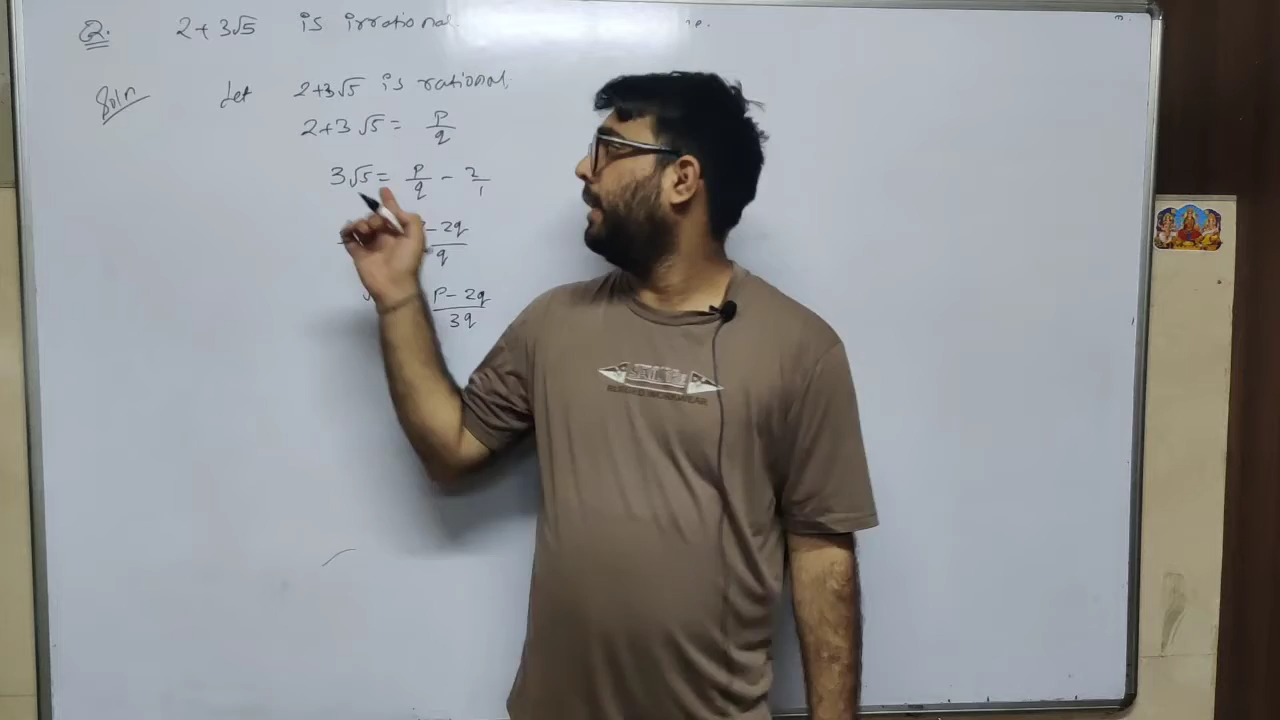 Q. 2+3√5 is irrational.
Soln Let 2+3√5 is rational.
2+3√5 = p/q
3√5 = p/q - 2/1
- 2q/q
p - 2q/3q